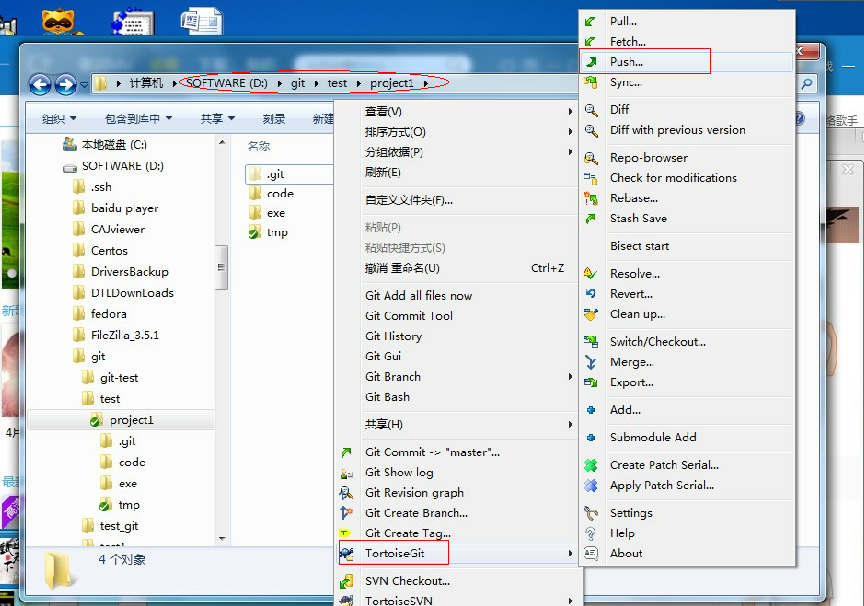 计算机 SOFTWARE (D:) git test project1
组织 包含到库中 共享 刻录 新建
本地磁盘 (C:)
SOFTWARE (D:)
.ssh
baidu player
CAJviewer
Centos
DriversBackup
DTLDownLoads
fedora
FileZilla_3.5.1
git
git-test
test
project1
.git
code
exe
tmp
test_git
test1
4 个对象
名称
.git
code
exe
tmp
查看(V)
排序方式(O)
分组依据(P)
刷新(E)
自定义文件夹(F)...
粘贴(P)
粘贴快捷方式(S)
撤消 重命名(U) Ctrl+Z
Git Add all files now
Git Commit Tool
Git History
Git Gui
Git Branch
Git Bash
共享(H)
Git Commit -> "master"...
Git Show log
Git Revision graph
Git Create Branch...
Git Create Tag...
TortoiseGit
SVN Checkout...
TortoiseSVN
Pull...
Fetch...
Push...
Sync...
Diff
Diff with previous version
Repo-browser
Check for modifications
Rebase...
Stash Save
Bisect start
Resolve...
Revert...
Clean up...
Switch/Checkout...
Merge...
Export...
Add...
Submodule Add
Create Patch Serial...
Apply Patch Serial...
Settings
Help
About
络歌手
4月